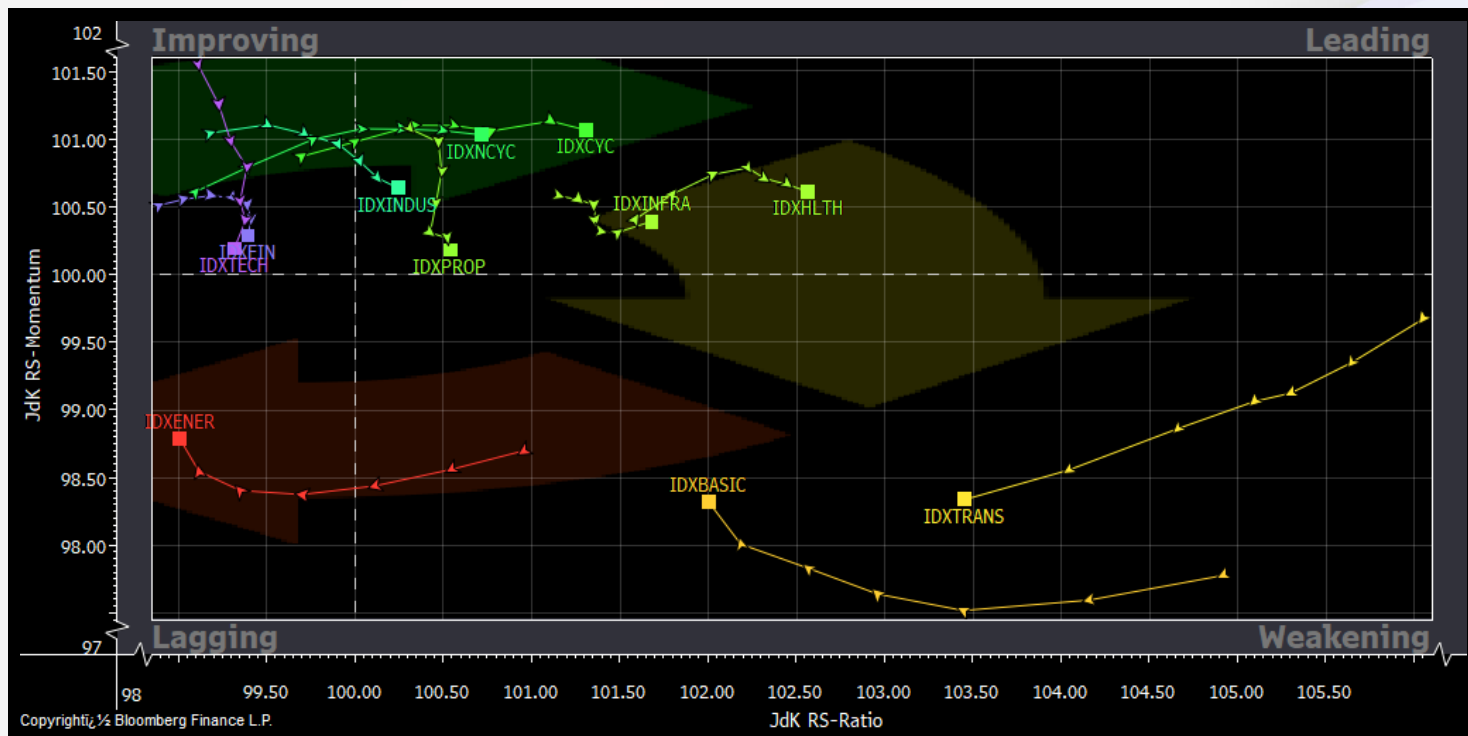 Improving
Leading
102
101.50
101.00
100.50
100.00
99.50
99.00
98.50
98.00
97
JdK RS-Momentum
IDXNCYC
IDXCYC
IDXINDUS
IDXINFRA
IDXHLTH
IDXFIN
IDXTECH
IDXPROP
IDXENER
IDXBASIC
IDXTRANS
Lagging
Weakening
98
99.50
100.00
100.50
101.00
101.50
102.00
102.50
103.00
103.50
104.00
104.50
105.00
105.50
Copyrightï¿½ Bloomberg Finance L.P.
JdK RS-Ratio